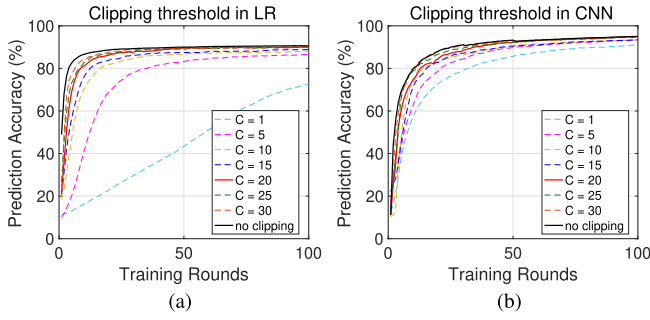 Clipping threshold in LR
Prediction Accuracy (%)
100
80
60
40
20
0
C = 1
C = 5
C = 10
C = 15
C = 20
C = 25
C = 30
no clipping
0
50
100
Training Rounds
(a)
Clipping threshold in CNN
Prediction Accuracy (%)
100
80
60
40
20
0
C = 1
C = 5
C = 10
C = 15
C = 20
C = 25
C = 30
no clipping
0
50
100
Training Rounds
(b)